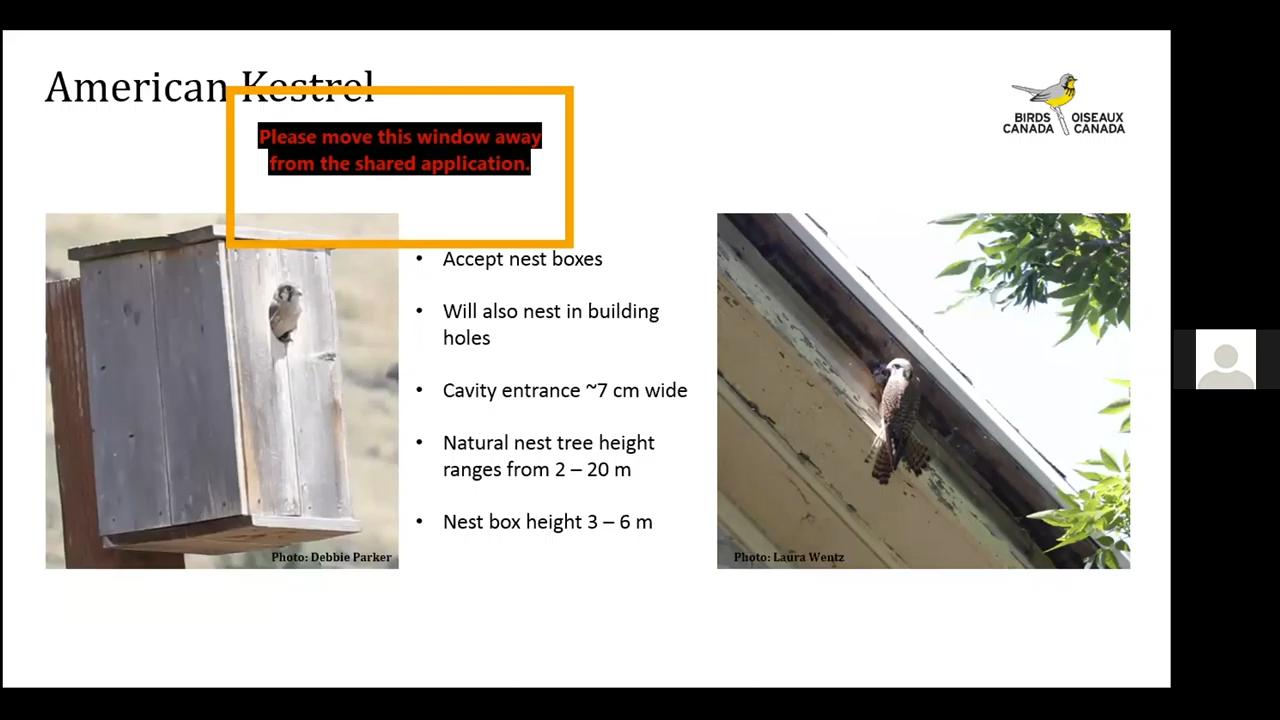 American Kestrel
Please move this window away
from the shared application.
BIRDS OISEAUX
CANADA CANADA
• Accept nest boxes
• Will also nest in building
holes
• Cavity entrance ~7 cm wide
• Natural nest tree height
ranges from 2 – 20 m
• Nest box height 3 – 6 m
Photo: Debbie Parker
Photo: Laura Wentz